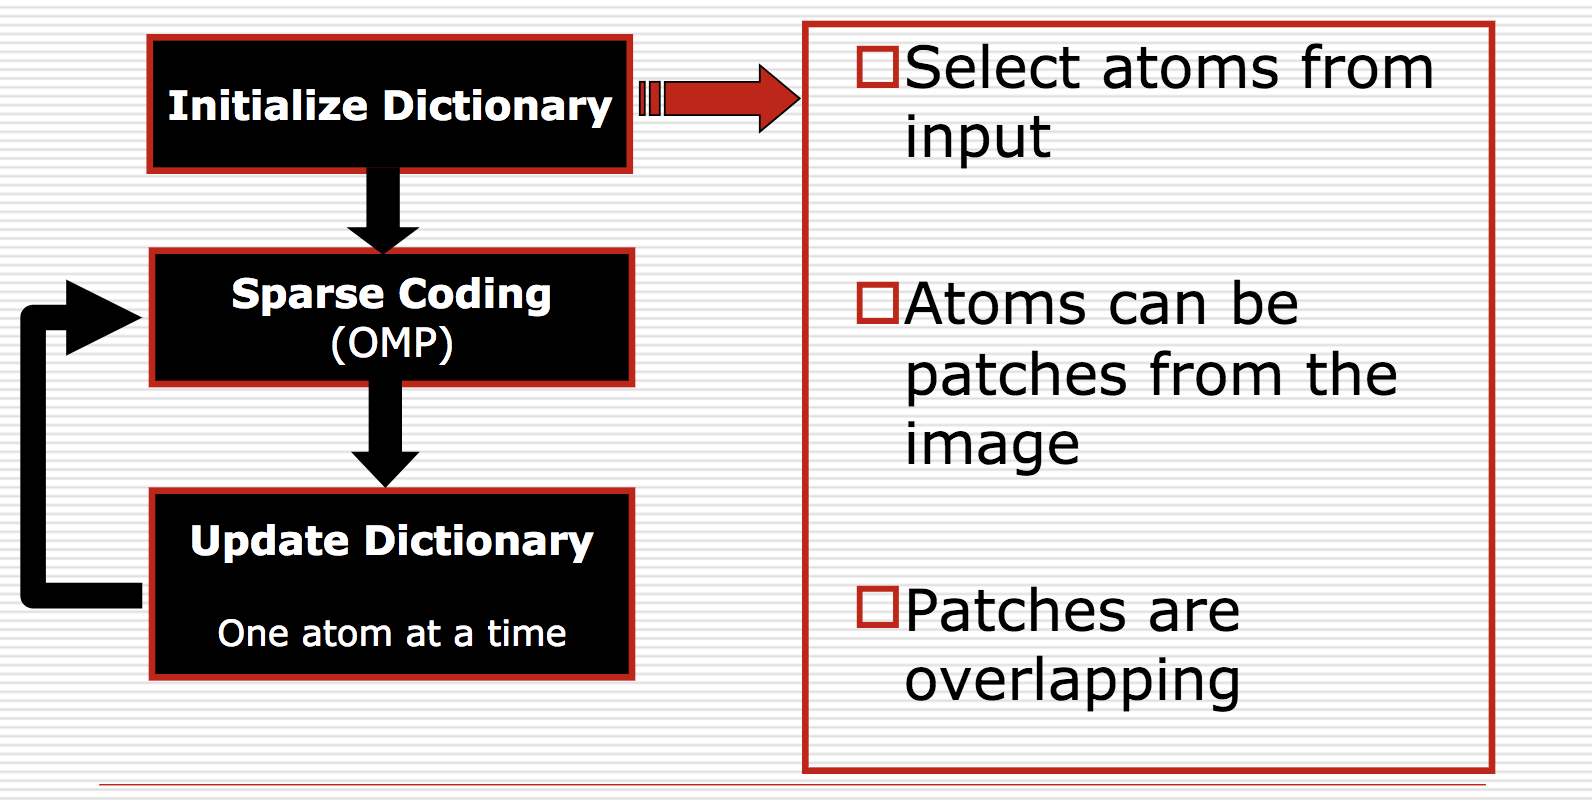 Initialize Dictionary
Sparse Coding
(OMP)
Update Dictionary
One atom at a time
Select atoms from
input
Atoms can be
patches from the
image
Patches are
overlapping